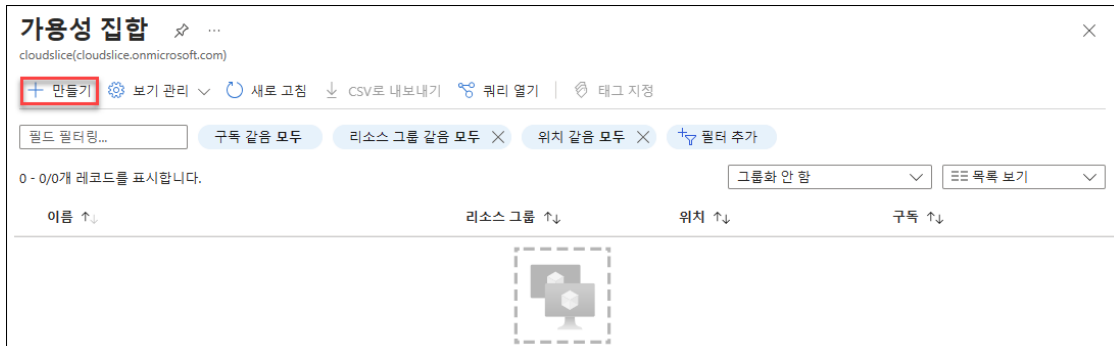 가용성 집합
cloudslice(cloudslice.onmicrosoft.com)
만들기 보기 관리 새로 고침 CSV로 내보내기 쿼리 열기 태그 지정
필드 필터링... 구독 같음 모두 리소스 그룹 같음 모두 위치 같음 모두 필터 추가
0 - 0/0개 레코드를 표시합니다. 그룹화 안 함 목록 보기
이름 ↑↓ 리소스 그룹 ↑↓ 위치 ↑↓ 구독 ↑↓